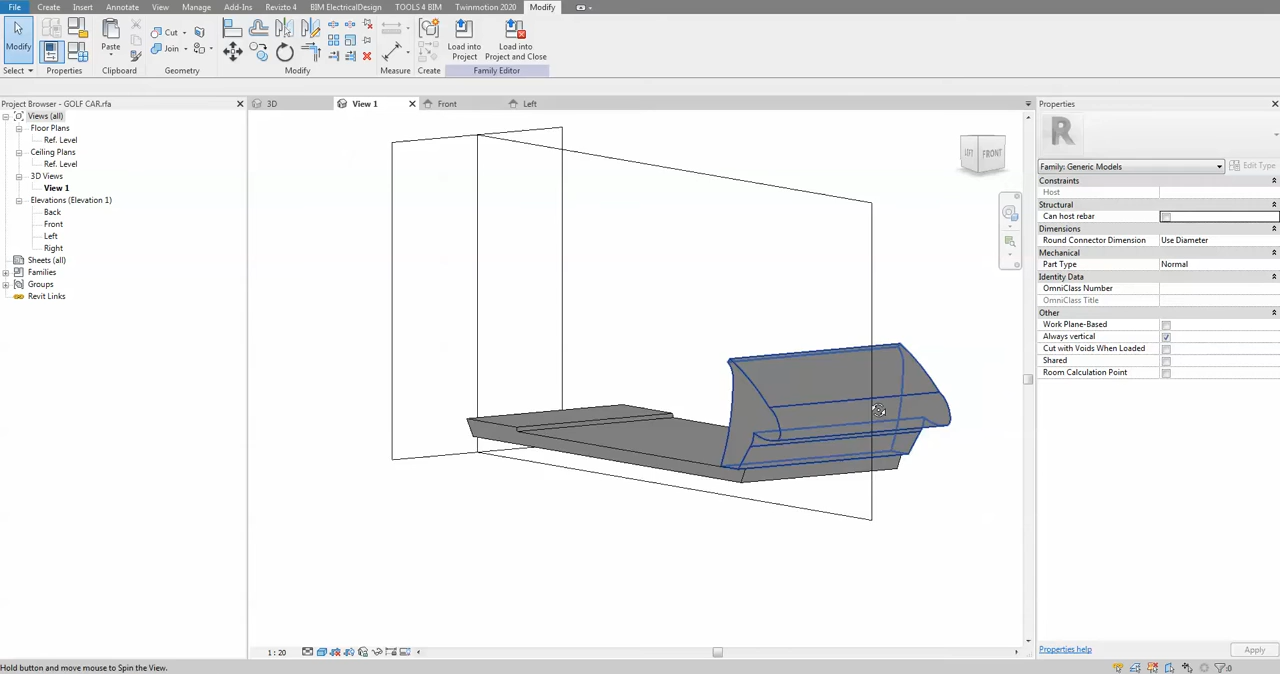 File Create Insert Annotate View Manage Add-Ins Revizto 4 BIM ElectricalDesign TOOLS 4 BIM Twinmotion 2020 Modify
Modify
Paste
Cut
Join
Load into
Project
Load into
Project and Close
Select Properties Clipboard Geometry Modify Measure Create Family Editor
Project Browser - GOLF CAR.rfa
3D
View 1
Front
Left
Properties
Views (all)
Floor Plans
Ref. Level
Ceiling Plans
Ref. Level
3D Views
View 1
Elevations (Elevation 1)
Back
Front
Left
Right
Sheets (all)
Families
Groups
Revit Links
LEFT FRONT
R
Family: Generic Models
Edit Type
Constraints
Host
Structural
Can host rebar
Dimensions
Round Connector Dimension Use Diameter
Mechanical
Part Type Normal
Identity Data
OmniClass Number
OmniClass Title
Other
Work Plane-Based
Always vertical
Cut with Voids When Loaded
Shared
Room Calculation Point
1 : 20
Properties help
Apply
Hold button and move mouse to Spin the View.
:0